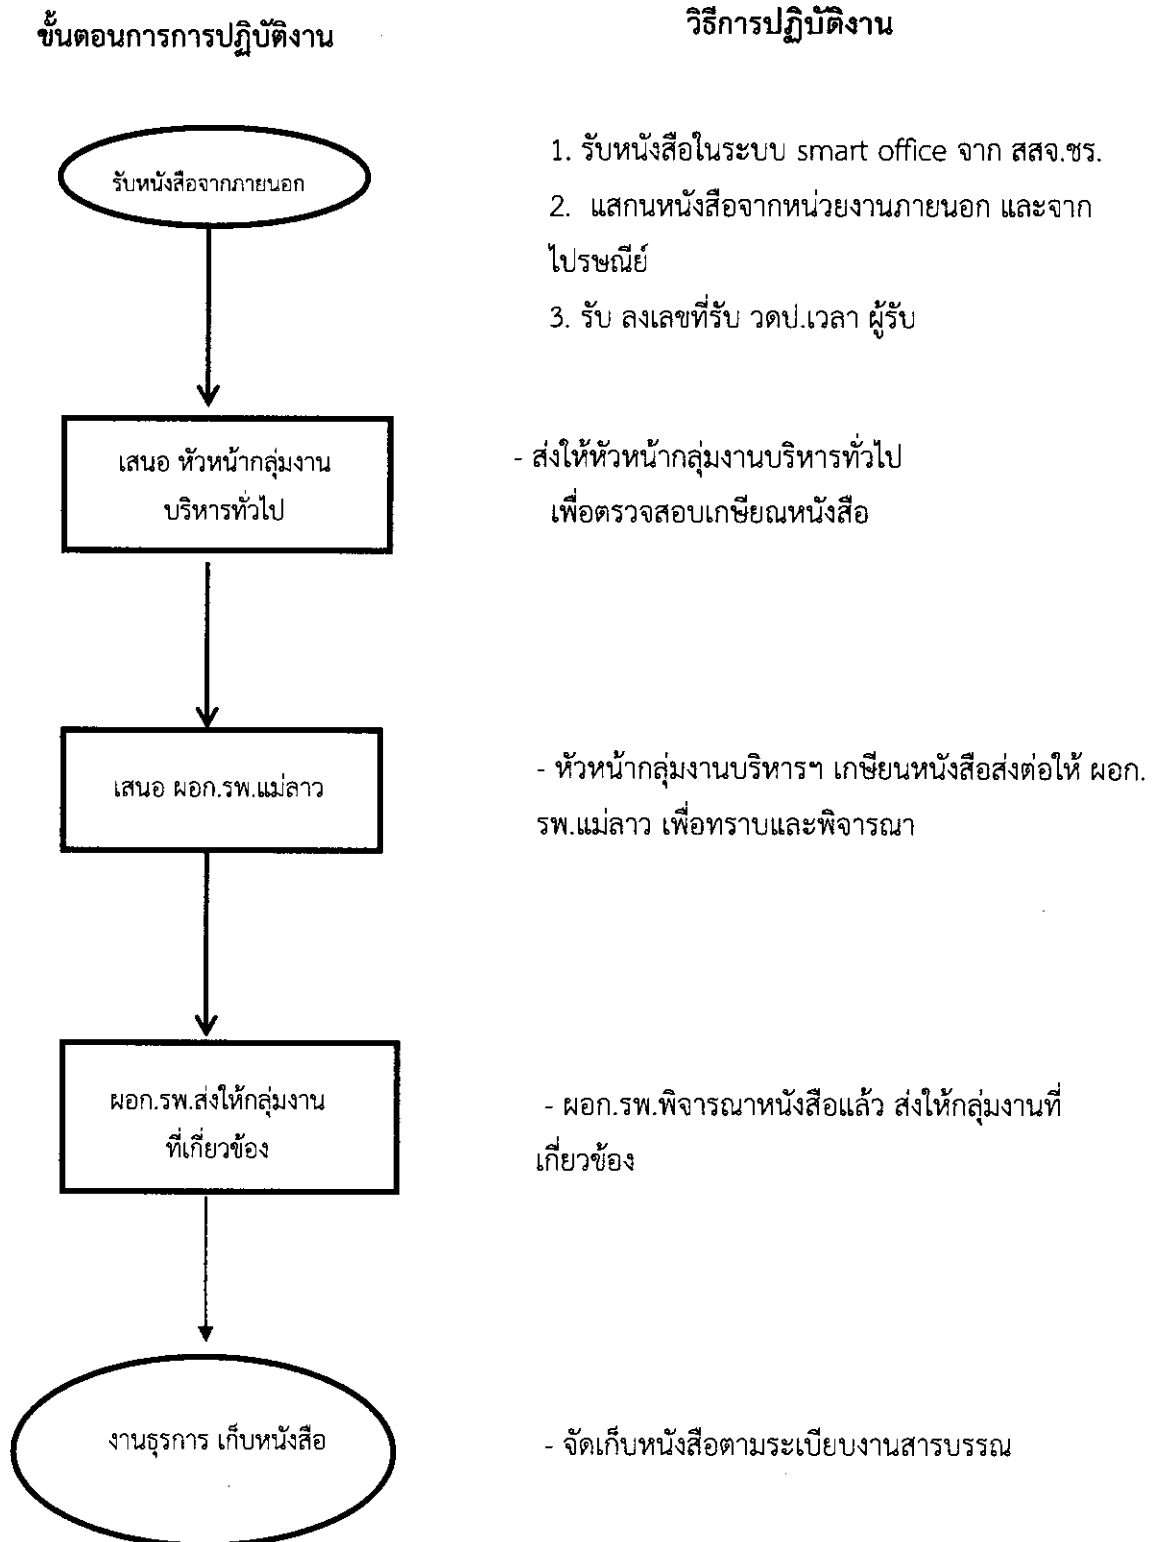 ขั้นตอนการการปฏิบัติงาน
วิธีการปฏิบัติงาน
รับหนังสือจากภายนอก
1. รับหนังสือในระบบ smart office จาก สสจ.ชร.
2. แสกนหนังสือจากหน่วยงานภายนอก และจาก
ไปรษณีย์
3. รับ ลงเลขที่รับ วดป.เวลา ผู้รับ
เสนอ หัวหน้ากลุ่มงาน
บริหารทั่วไป
- ส่งให้หัวหน้ากลุ่มงานบริหารทั่วไป
เพื่อตรวจสอบเกษียณหนังสือ
เสนอ ผอก.รพ.แม่ลาว
- หัวหน้ากลุ่มงานบริหารฯ เกษียนหนังสือส่งต่อให้ ผอก.
รพ.แม่ลาว เพื่อทราบและพิจารณา
ผอก.รพ.ส่งให้กลุ่มงาน
ที่เกี่ยวข้อง
- ผอก.รพ.พิจารณาหนังสือแล้ว ส่งให้กลุ่มงานที่
เกี่ยวข้อง
งานธุรการ เก็บหนังสือ
- จัดเก็บหนังสือตามระเบียบงานสารบรรณ